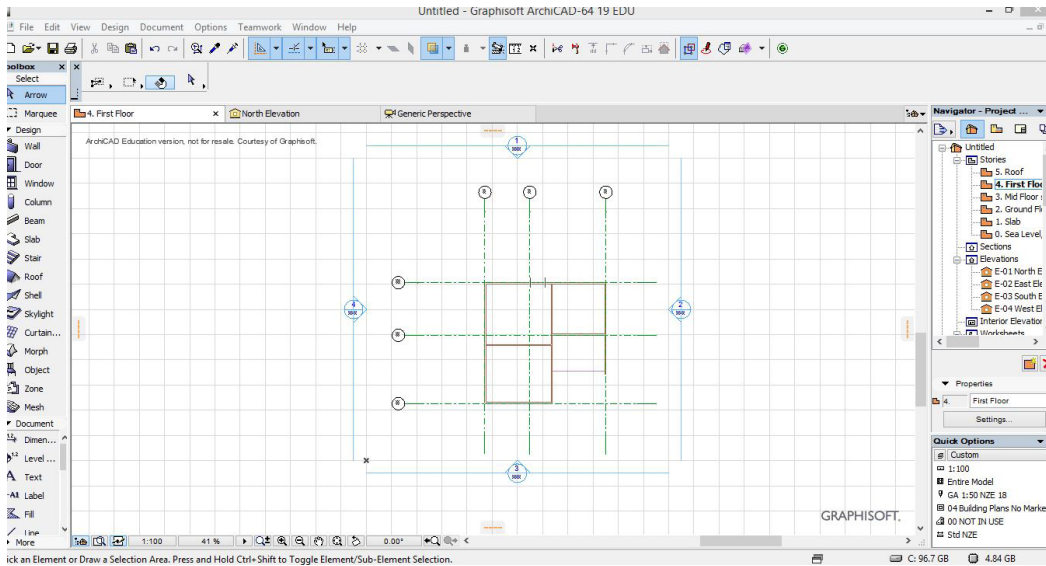 Untitled - Graphisoft ArchiCAD-64 19 EDU
File Edit View Design Document Options Teamwork Window Help
Select
Arrow
Marquee
Design
Wall
Door
Window
Column
Beam
Slab
Stair
Roof
Shell
Skylight
Curtain...
Morph
Object
Zone
Mesh
Document
Dimen...
Level ...
Text
A1 Label
Fill
Line
More
4. First Floor
North Elevation
Generic Perspective
ArchiCAD Education version, not for resale. Courtesy of Graphisoft.
1
R R R
4
2
3
GRAPHISOFT.
1:100 41 % 0.00°
ick an Element or Draw a Selection Area. Press and Hold Ctrl+Shift to Toggle Element/Sub-Element Selection.
C: 96.7 GB 4.84 GB
Navigator - Project ...
Untitled
Stories
5. Roof
4. First Floo
3. Mid Floor
2. Ground Fl
1. Slab
0. Sea Level,
Sections
Elevations
E-01 North E
E-02 East Ele
E-03 South E
E-04 West El
Interior Elevation
Worksheets
Properties
4. First Floor
Settings...
Quick Options
Custom
1:100
Entire Model
GA 1:50 NZE 18
04 Building Plans No Marke
00 NOT IN USE
Std NZE